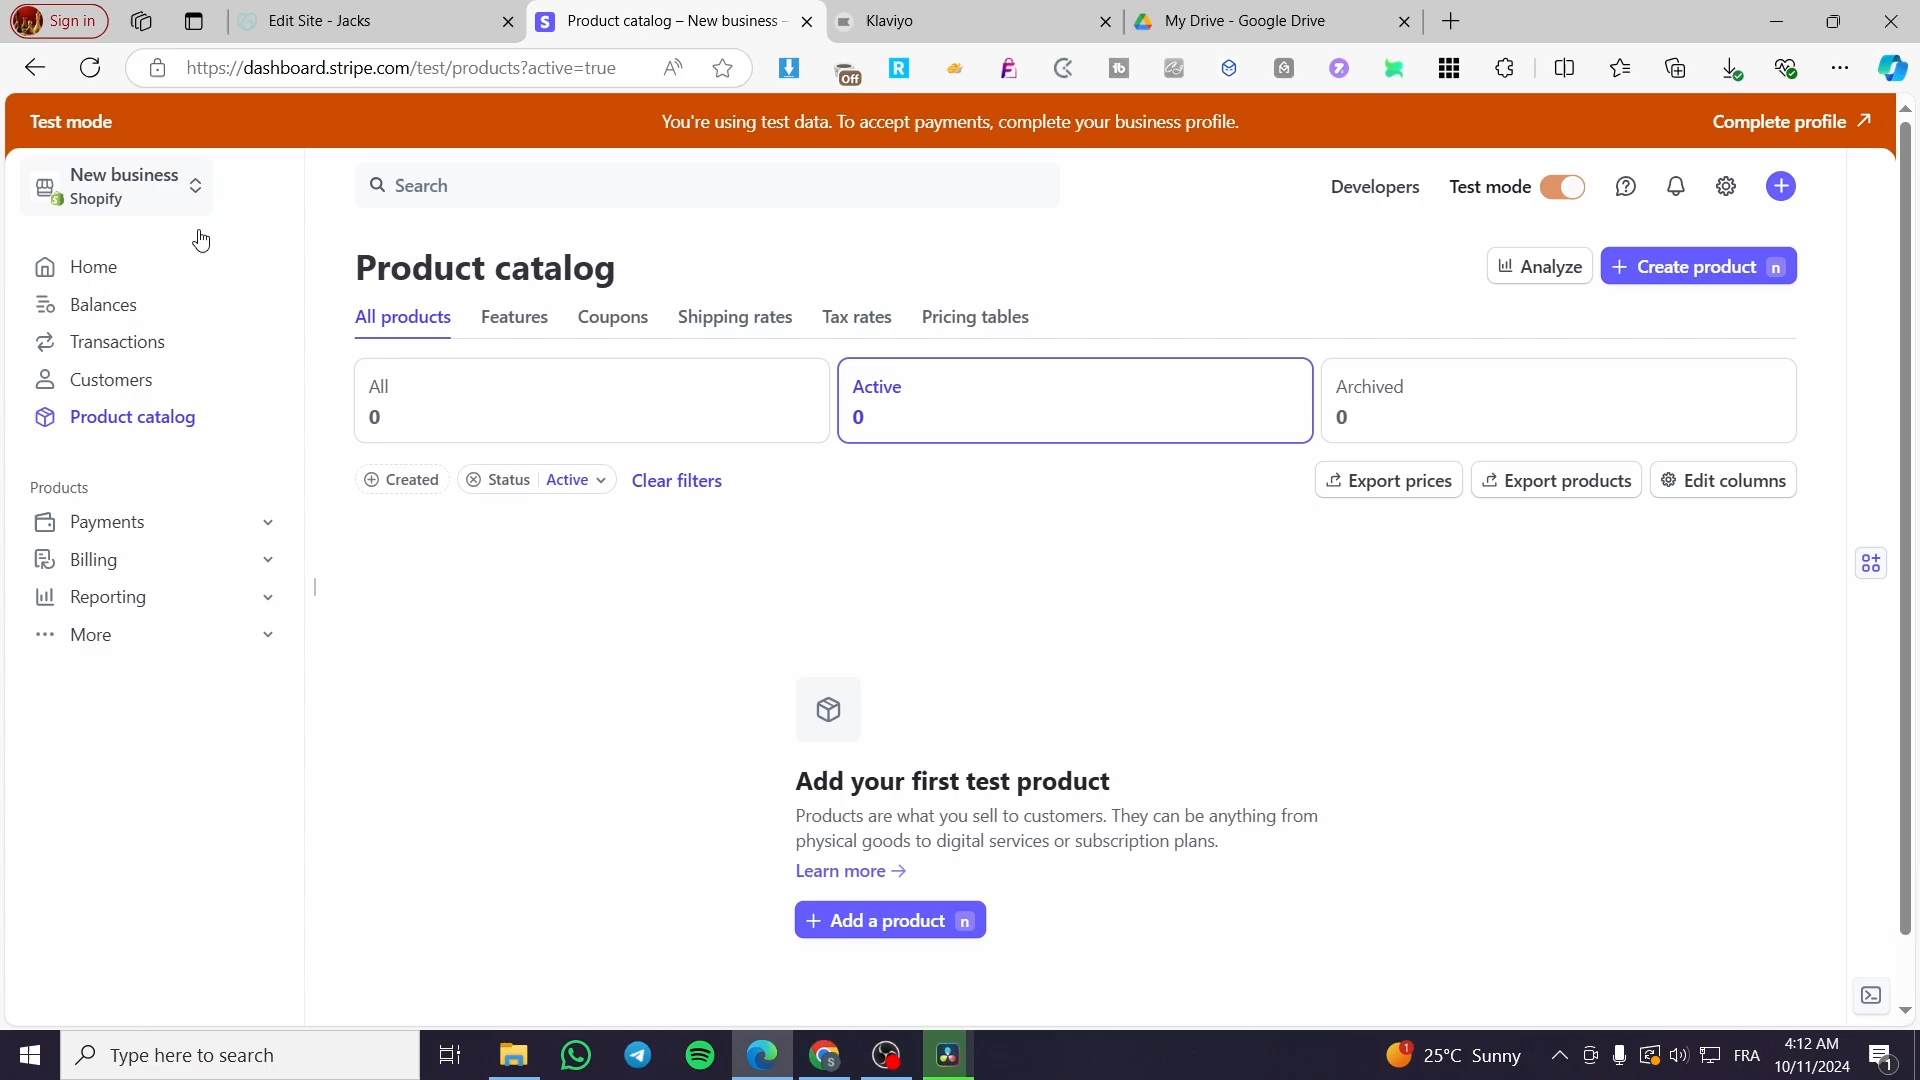 Sign in
Edit Site - Jacks
Product catalog – New business -
Klaviyo
My Drive - Google Drive
https://dashboard.stripe.com/test/products?active=true
Off
Test mode
You're using test data. To accept payments, complete your business profile.
Complete profile
New business
Shopify
Search
Developers
Test mode
Home
Balances
Transactions
Customers
Product catalog
Products
Payments
Billing
Reporting
More
Product catalog
Analyze
Create product n
All products
Features
Coupons
Shipping rates
Tax rates
Pricing tables
All
0
Active
0
Archived
0
Created
Status
Active
Clear filters
Export prices
Export products
Edit columns
Add your first test product
Products are what you sell to customers. They can be anything from
physical goods to digital services or subscription plans.
Learn more
Add a product n
Type here to search
1
25°C Sunny
FRA
4:12 AM
10/11/2024
1